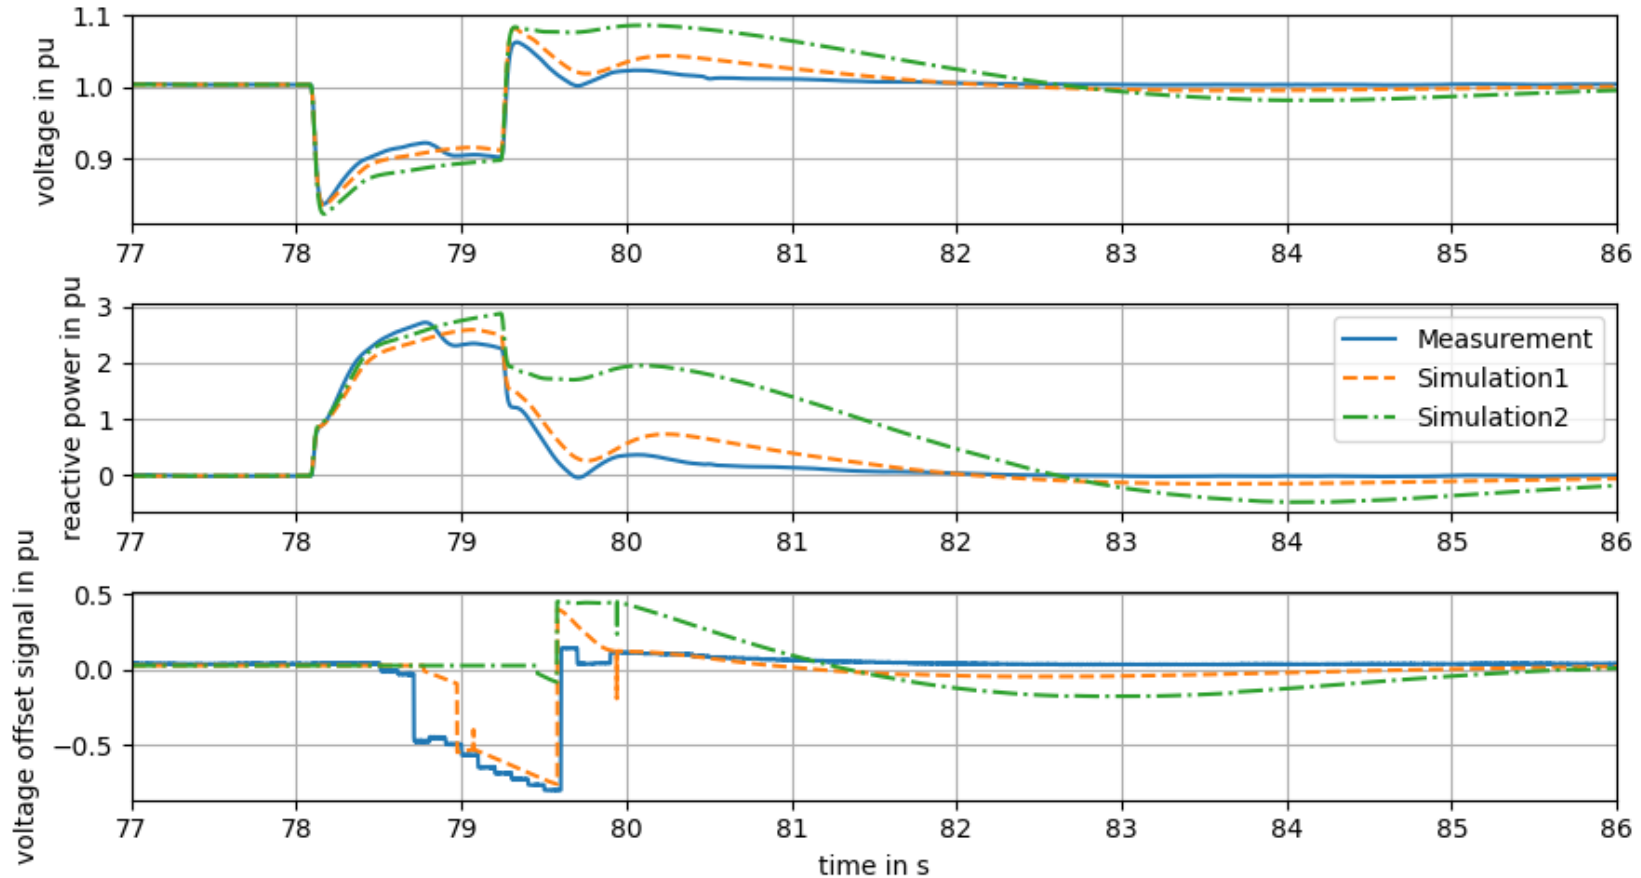 voltage in pu
1.1
1.0
0.9
77 78 79 80 81 82 83 84 85 86
reactive power in pu
3
2
1
0
Measurement
Simulation1
Simulation2
77 78 79 80 81 82 83 84 85 86
voltage offset signal in pu
0.5
0.0
−0.5
77 78 79 80 81 82 83 84 85 86
time in s